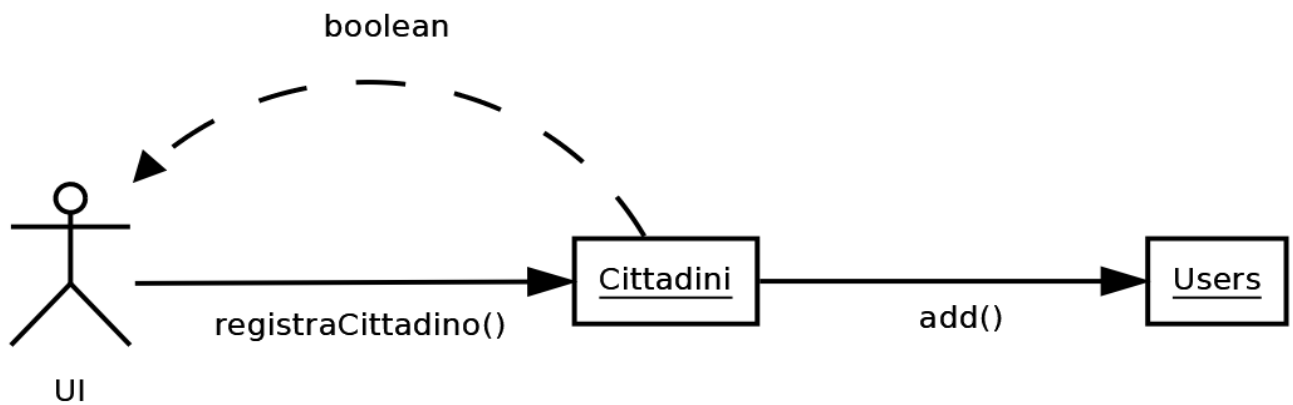 boolean
Cittadini
Users
registraCittadino()
add()
UI